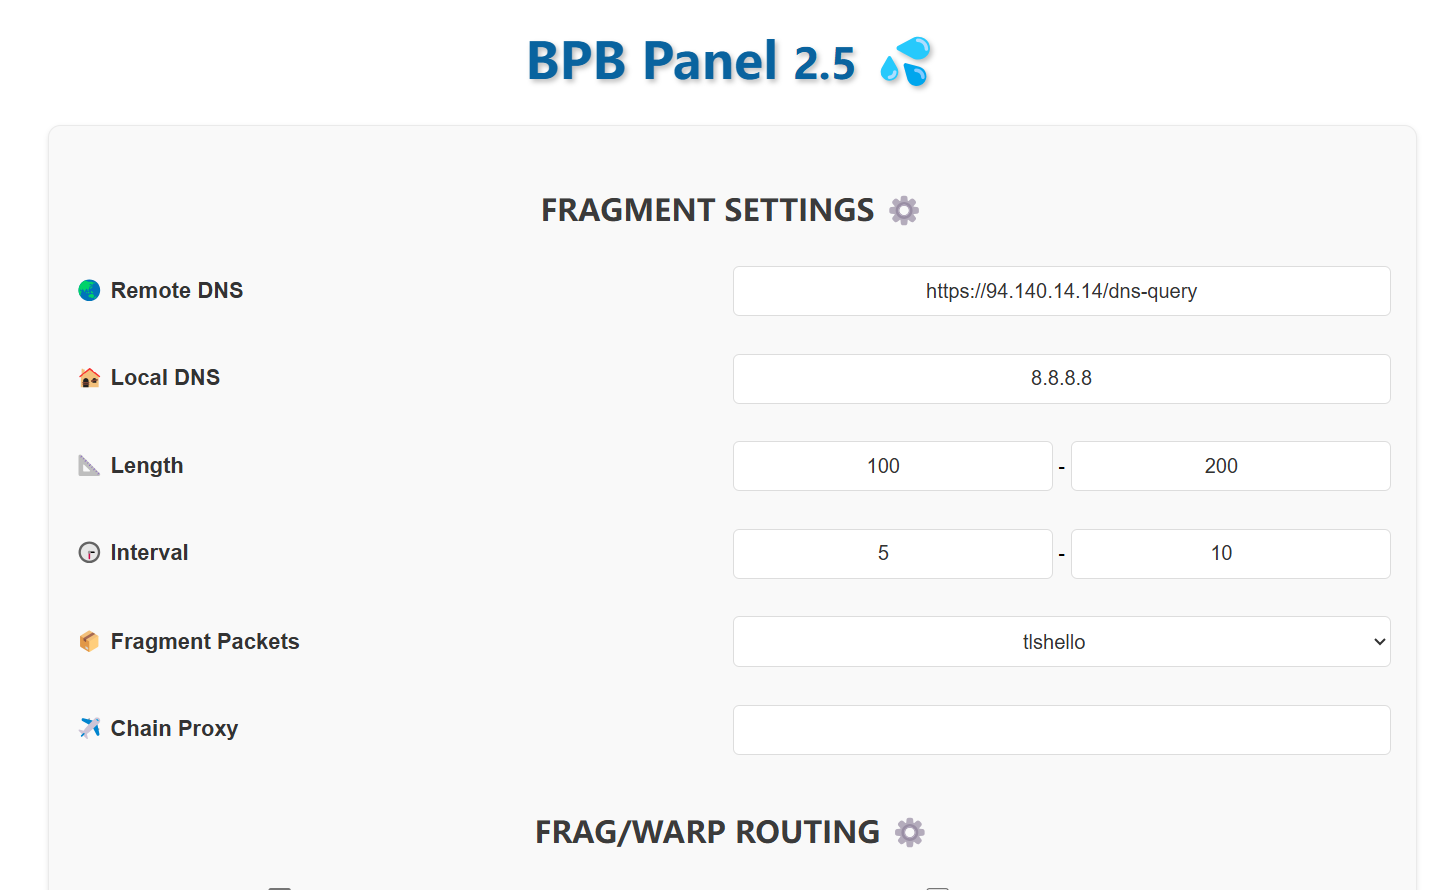 BPB Panel 2.5 💦
FRAGMENT SETTINGS ⚙️
🌏 Remote DNS
https://94.140.14.14/dns-query
🏠 Local DNS
8.8.8.8
📐 Length
100 - 200
🕞 Interval
5 - 10
📦 Fragment Packets
tlshello
✈️ Chain Proxy
FRAG/WARP ROUTING ⚙️